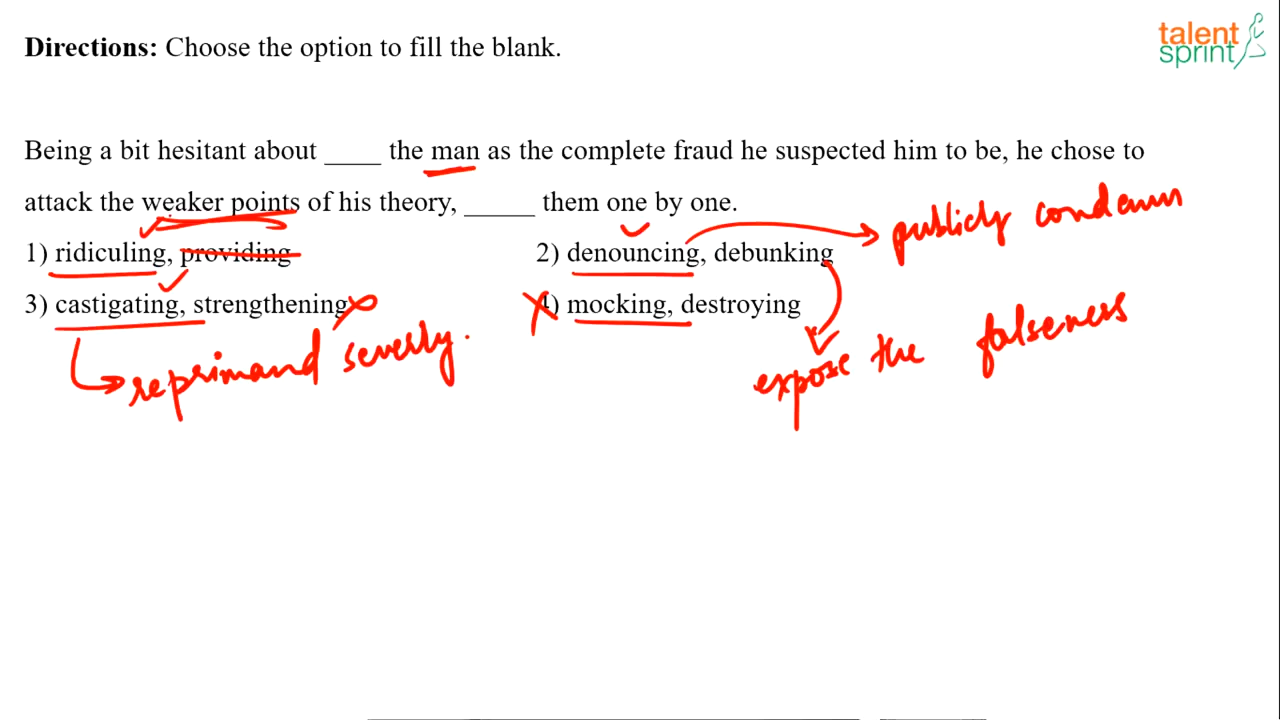 Directions: Choose the option to fill the blank.
talent
sprint
Being a bit hesitant about ____ the man as the complete fraud he suspected him to be, he chose to
attack the weaker points of his theory, _____ them one by one.
publicly condemn
1) ridiculing, providing
2) denouncing, debunking
3) castigating, strengthening
4) mocking, destroying
reprimand severly.
expose the falseness